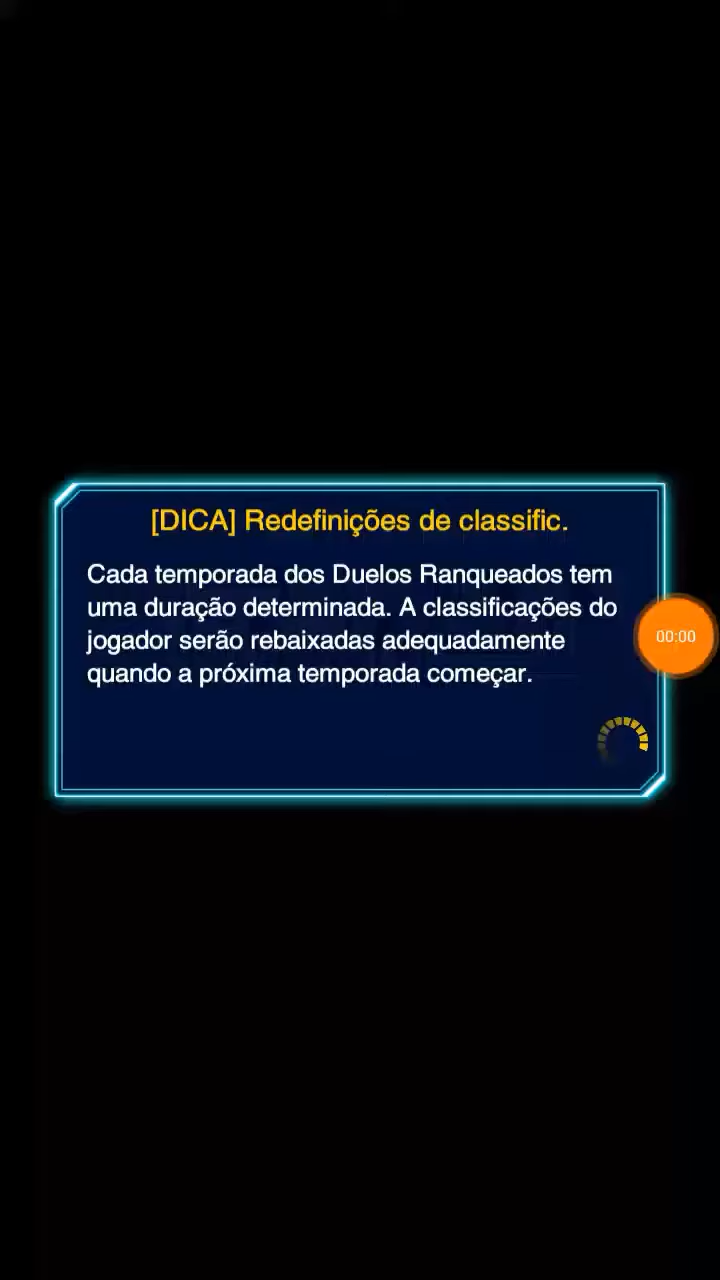 [DICA] Redefinições de classific.
Cada temporada dos Duelos Ranqueados tem
uma duração determinada. A classificações do
jogador serão rebaixadas adequadamente
quando a próxima temporada começar.
00:00